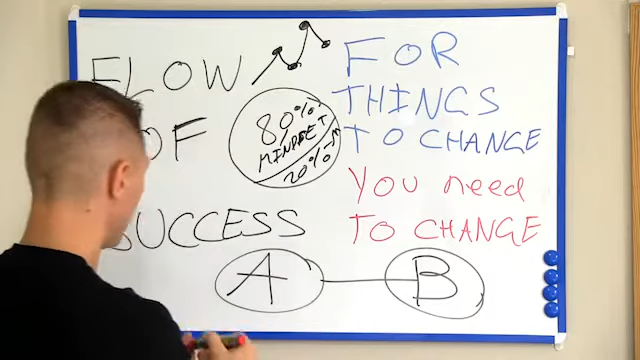 FLOW
OF
SUCCESS
80%
MINDSET
20%
A
B
FOR
THINGS
TO CHANGE
YOU need
TO CHANGE